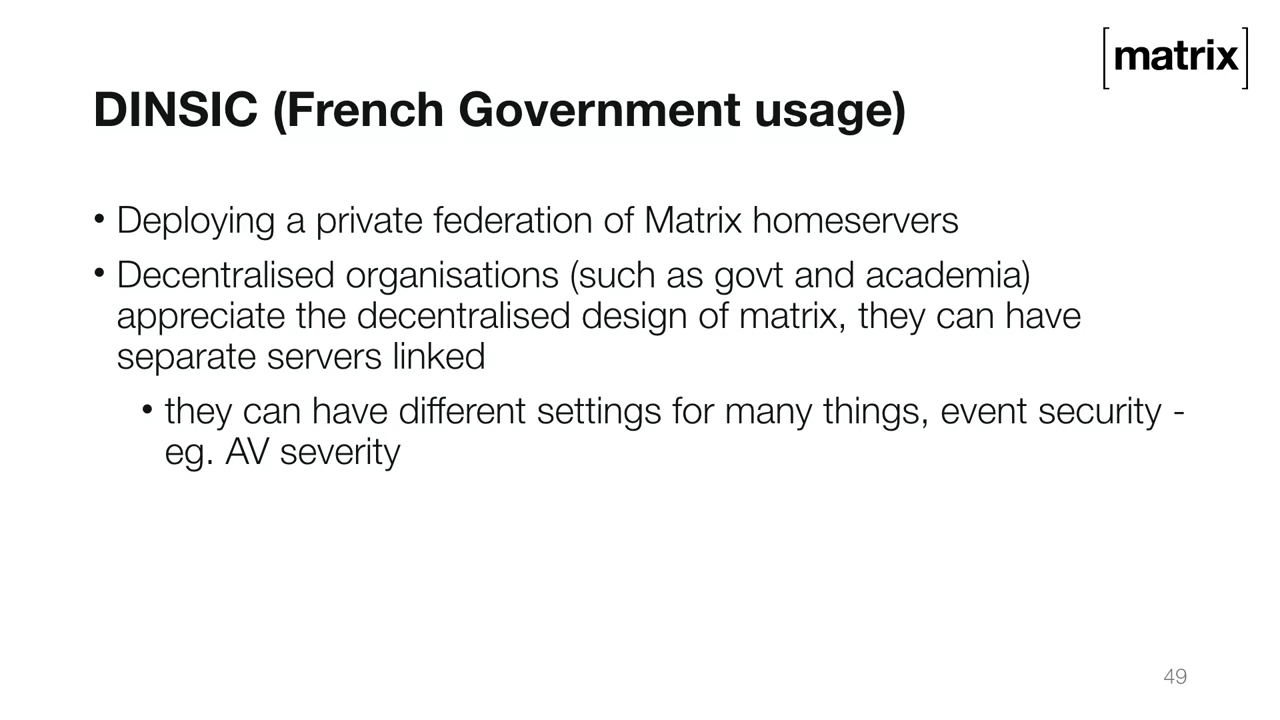 [matrix]
DINSIC (French Government usage)
• Deploying a private federation of Matrix homeservers
• Decentralised organisations (such as govt and academia)
appreciate the decentralised design of matrix, they can have
separate servers linked
• they can have different settings for many things, event security -
eg. AV severity
49